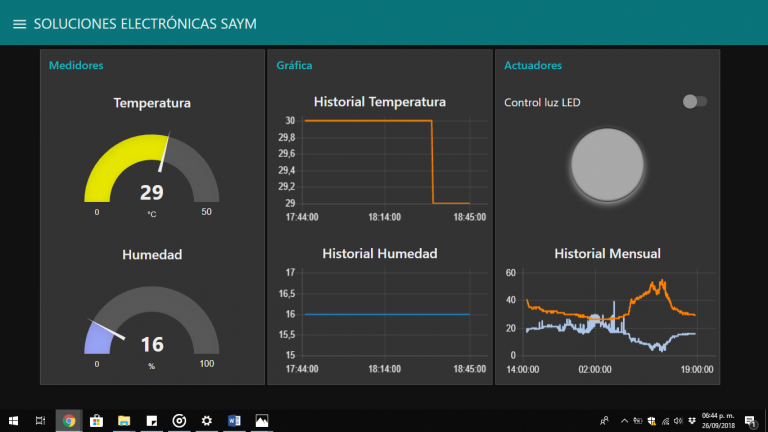 SOLUCIONES ELECTRÓNICAS SAYM
Medidores
Temperatura
29
0
°C
50
Humedad
16
0
%
100
Gráfica
Historial Temperatura
30
29,8
29,6
29,4
29,2
29
17:44:00
18:14:00
18:45:00
Historial Humedad
17
16,5
16
15,5
15
17:44:00
18:14:00
18:45:00
Actuadores
Control luz LED
Historial Mensual
60
40
20
0
14:00:00
02:00:00
19:00:00
06:44 p. m.
26/09/2018